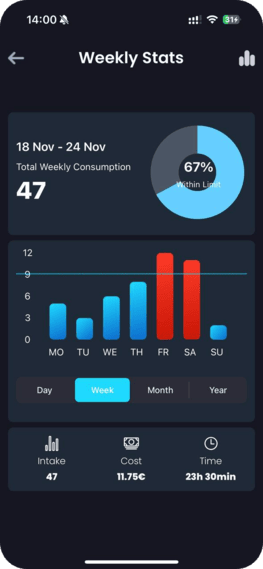 14:00
31+
Weekly Stats
18 Nov - 24 Nov
Total Weekly Consumption
47
67%
Within Limit
12
9
6
3
0
MO TU WE TH FR SA SU
Day Week Month Year
Intake Cost Time
47 11.75€ 23h 30min